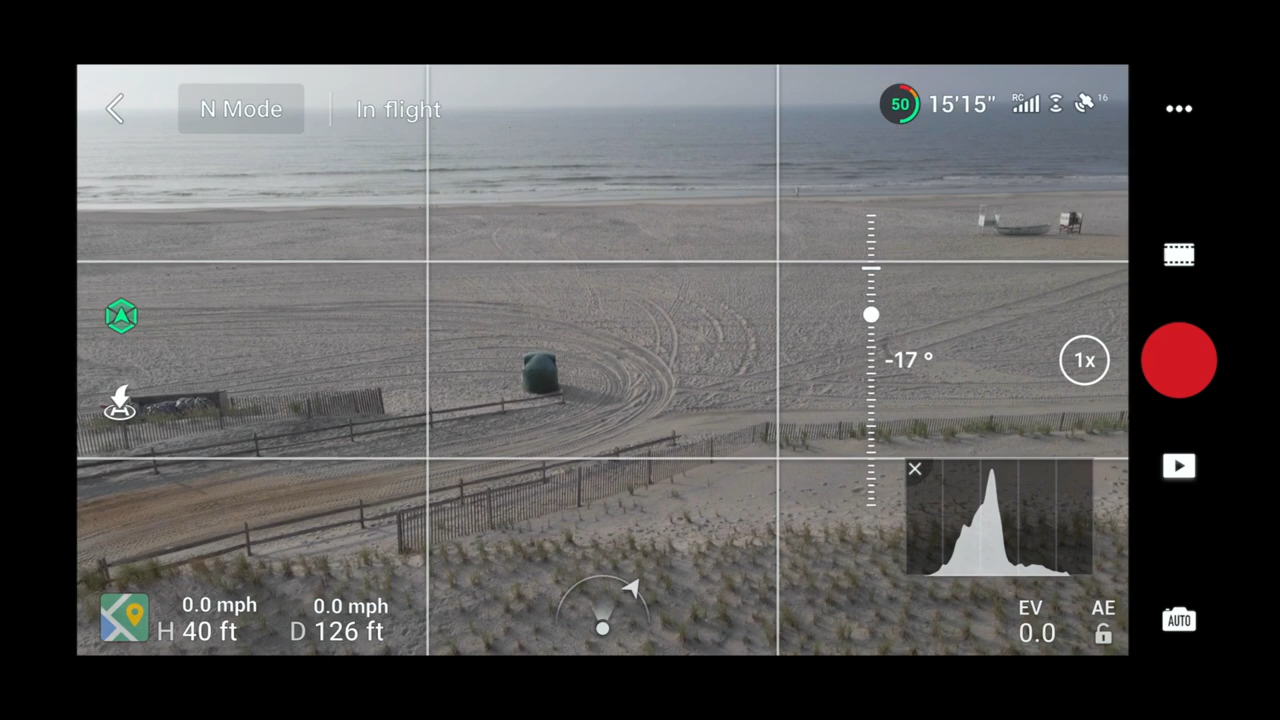 N Mode
In flight
50
15'15"
RC
16
-17 °
1x
0.0 mph
0.0 mph
H 40 ft
D 126 ft
EV
AE
0.0
AUTO